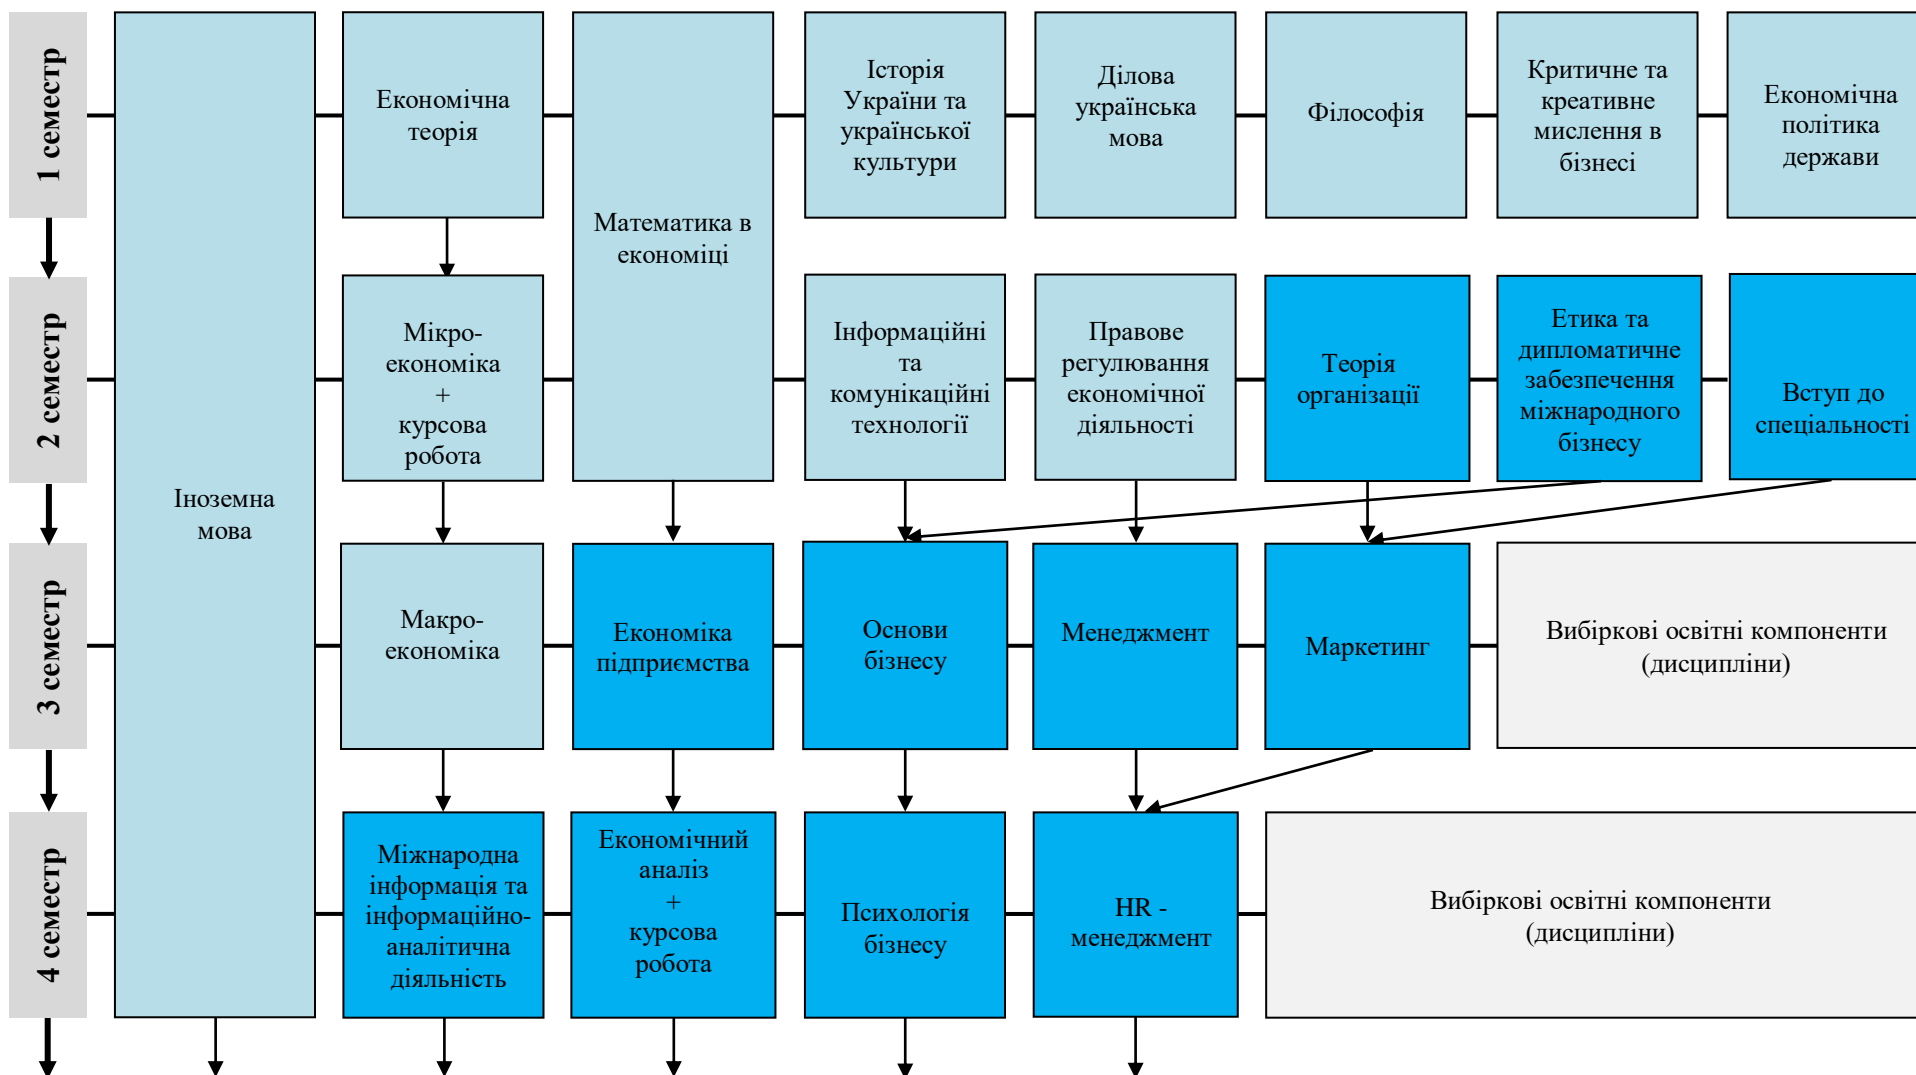 1 семестр
Економічна
теорія
Історія
України та
української
культури
Ділова
українська
мова
Філософія
Критичне та
креативне
мислення в
бізнесі
Економічна
політика
держави
Математика в
економіці
Іноземна
мова
2 семестр
Мікро-
економіка
+
курсова
робота
Інформаційні
та
комунікаційні
технології
Правове
регулювання
економічної
діяльності
Теорія
організації
Етика та
дипломатичне
забезпечення
міжнародного
бізнесу
Вступ до
спеціальності
3 семестр
Макро-
економіка
Економіка
підприємства
Основи
бізнесу
Менеджмент
Маркетинг
Вибіркові освітні компоненти
(дисципліни)
4 семестр
Міжнародна
інформація та
інформаційно-
аналітична
діяльність
Економічний
аналіз
+
курсова
робота
Психологія
бізнесу
HR -
менеджмент
Вибіркові освітні компоненти
(дисципліни)